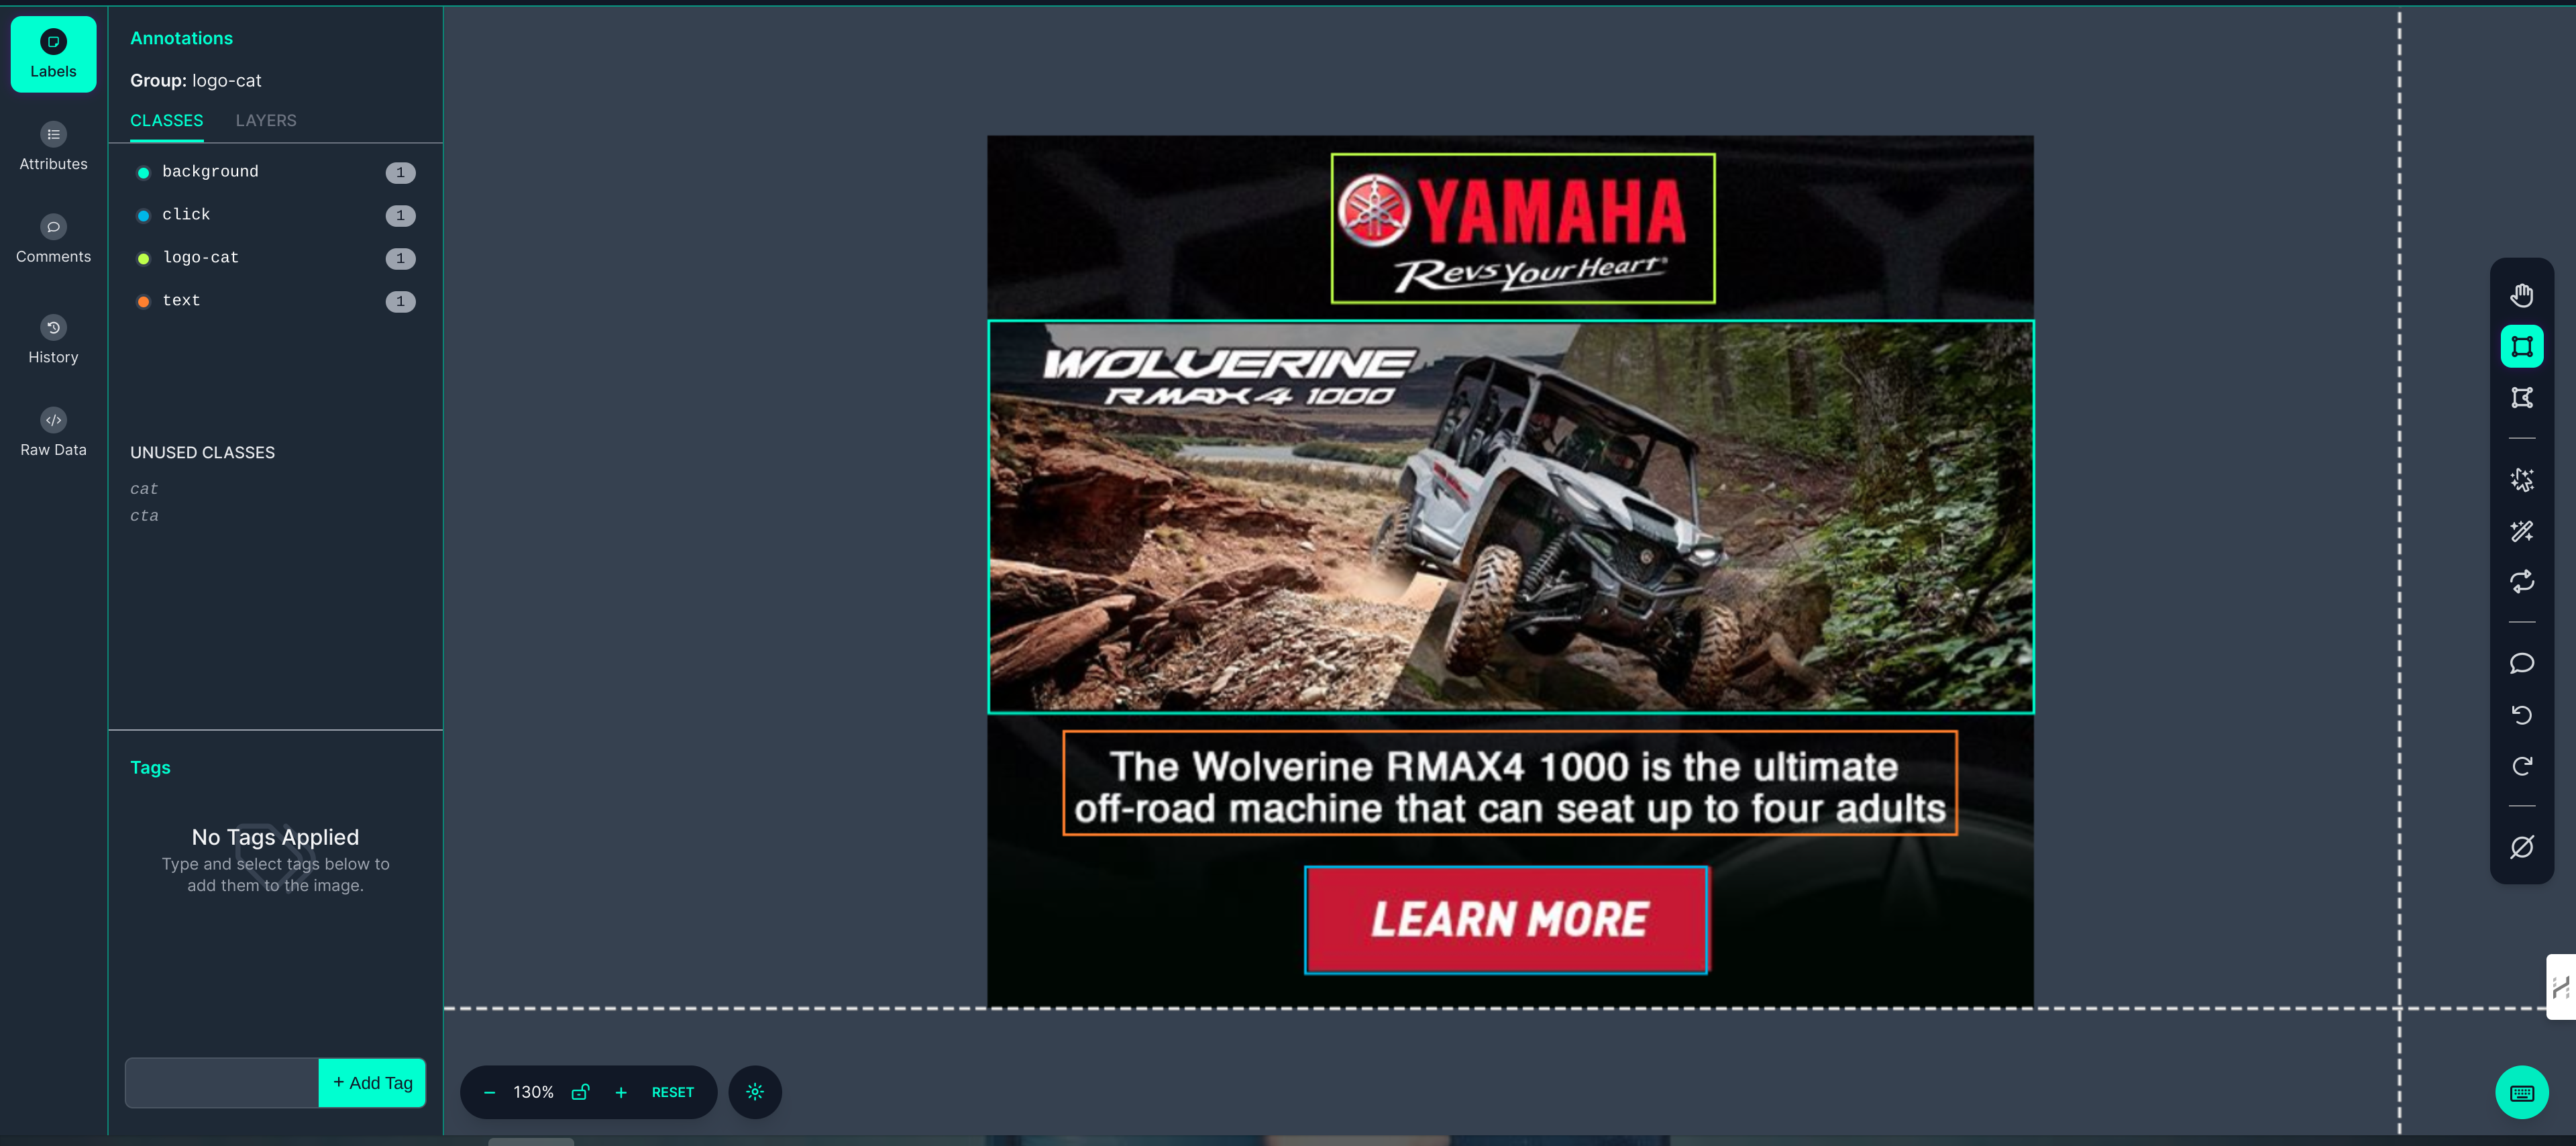 Labels
Attributes
Comments
History
Raw Data
Annotations
Group: logo-cat
CLASSES LAYERS
background 1
click 1
logo-cat 1
text 1
UNUSED CLASSES
cat
cta
Tags
No Tags Applied
Type and select tags below to
add them to the image.
+ Add Tag
YAMAHA
Revs Your Heart
WOLVERINE
RMAX4 1000
The Wolverine RMAX4 1000 is the ultimate
off-road machine that can seat up to four adults
LEARN MORE
− 130% + RESET